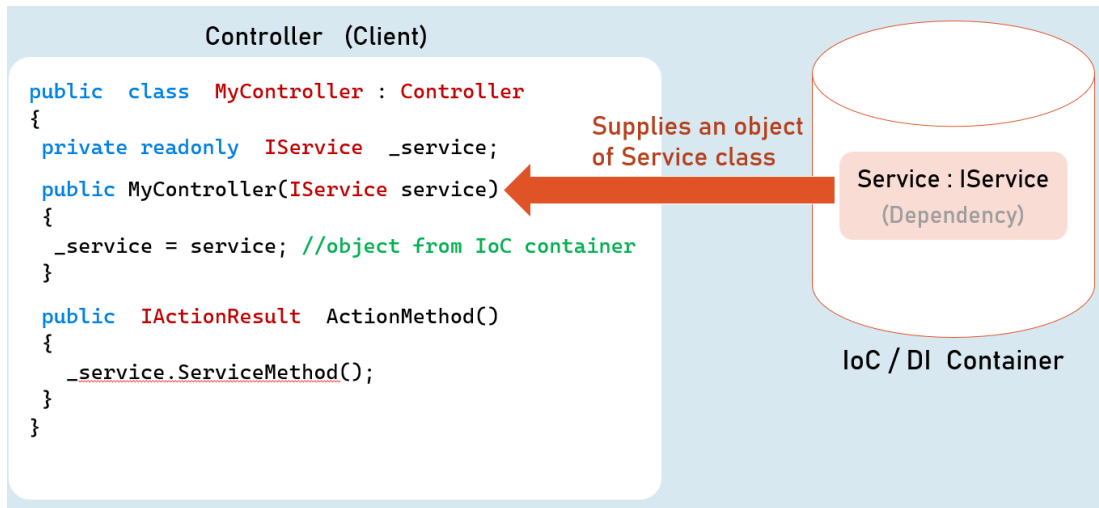 Controller (Client)
public class MyController : Controller
{
private readonly IService _service;
public MyController(IService service)
{
_service = service; //object from IoC container
}
public IActionResult ActionMethod()
{
_service.ServiceMethod();
}
}
Supplies an object
of Service class
Service : IService
(Dependency)
IoC / DI Container